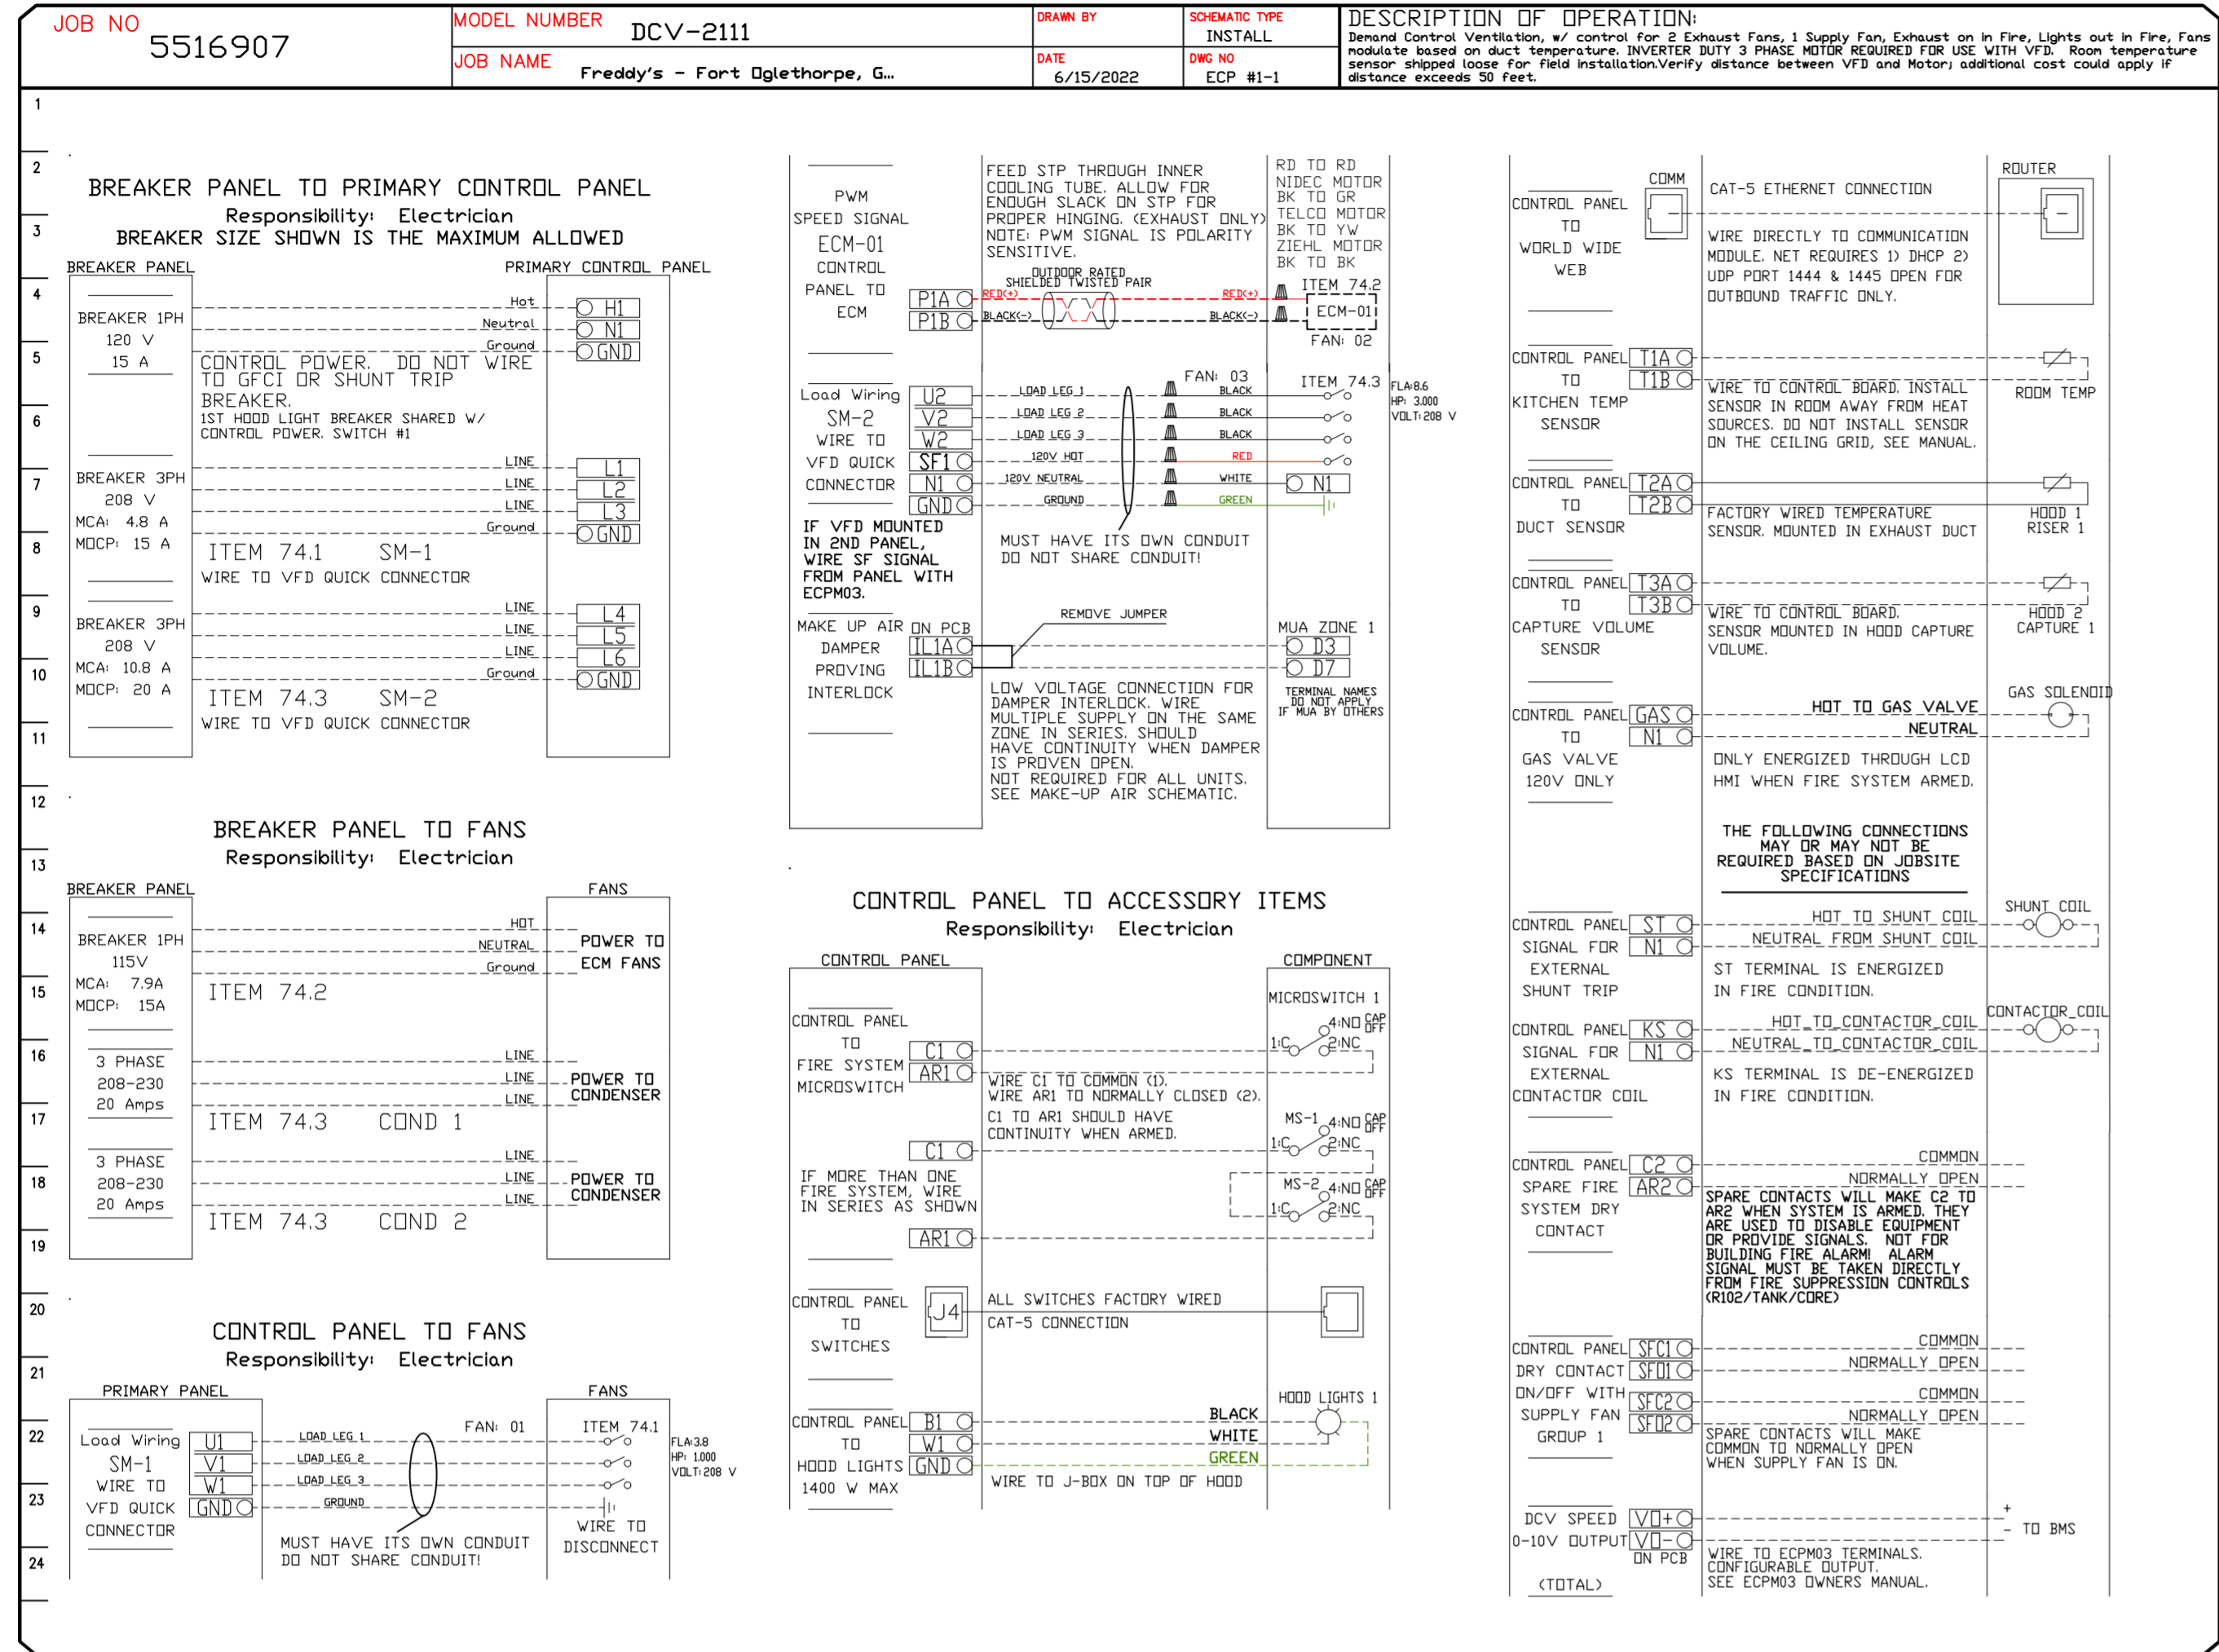 JOB NO
5516907
MODEL NUMBER
DCV-2111
JOB NAME
Freddy's - Fort Oglethorpe, G...
DRAWN BY
SCHEMATIC TYPE
INSTALL
DATE
6/15/2022
DWG NO
ECP #1-1
DESCRIPTION OF OPERATION:
Demand Control Ventilation, w/ control for 2 Exhaust Fans, 1 Supply Fan, Exhaust on in Fire, Lights out in Fire, Fans
modulate based on duct temperature. INVERTER DUTY 3 PHASE MOTOR REQUIRED FOR USE WITH VFD. Room temperature
sensor shipped loose for field installation.Verify distance between VFD and Motor; additional cost could apply if
distance exceeds 50 feet.
1
2
3
4
5
6
7
8
9
10
11
12
13
14
15
16
17
18
19
20
21
22
23
24
BREAKER PANEL TO PRIMARY CONTROL PANEL
Responsibility: Electrician
BREAKER SIZE SHOWN IS THE MAXIMUM ALLOWED
BREAKER PANEL
PRIMARY CONTROL PANEL
BREAKER 1PH
120 V
15 A
Hot
H1
Neutral
N1
Ground
GND
CONTROL POWER. DO NOT WIRE
TO GFCI OR SHUNT TRIP
BREAKER.
1ST HOOD LIGHT BREAKER SHARED W/
CONTROL POWER. SWITCH #1
BREAKER 3PH
208 V
MCA: 4.8 A
MOCP: 15 A
LINE
L1
LINE
L2
LINE
L3
Ground
GND
ITEM 74.1 SM-1
WIRE TO VFD QUICK CONNECTOR
BREAKER 3PH
208 V
MCA: 10.8 A
MOCP: 20 A
LINE
L4
LINE
L5
LINE
L6
Ground
GND
ITEM 74.3 SM-2
WIRE TO VFD QUICK CONNECTOR
BREAKER PANEL TO FANS
Responsibility: Electrician
BREAKER PANEL
FANS
BREAKER 1PH
115V
MCA: 7.9A
MOCP: 15A
HOT
NEUTRAL
Ground
POWER TO
ECM FANS
ITEM 74.2
3 PHASE
208-230
20 Amps
LINE
LINE
LINE
POWER TO
CONDENSER
ITEM 74.3 COND 1
3 PHASE
208-230
20 Amps
LINE
LINE
LINE
POWER TO
CONDENSER
ITEM 74.3 COND 2
CONTROL PANEL TO FANS
Responsibility: Electrician
PRIMARY PANEL
FANS
Load Wiring
SM-1
WIRE TO
VFD QUICK
CONNECTOR
U1
V1
W1
GND
LOAD LEG 1
LOAD LEG 2
LOAD LEG 3
GROUND
FAN: 01
ITEM 74.1
FLA:3.8
HP: 1.000
VOLT:208 V
WIRE TO
DISCONNECT
MUST HAVE ITS OWN CONDUIT
DO NOT SHARE CONDUIT!
PWM
SPEED SIGNAL
ECM-01
CONTROL
PANEL TO
ECM
P1A
P1B
FEED STP THROUGH INNER
COOLING TUBE. ALLOW FOR
ENOUGH SLACK ON STP FOR
PROPER HINGING. (EXHAUST ONLY)
NOTE: PWM SIGNAL IS POLARITY
SENSITIVE.
OUTDOOR RATED
SHIELDED TWISTED PAIR
RED(+)
RED(+)
BLACK(-)
BLACK(-)
RD TO RD
NIDEC MOTOR
BK TO GR
TELCO MOTOR
BK TO YW
ZIEHL MOTOR
BK TO BK
ITEM 74.2
ECM-01
FAN: 02
Load Wiring
SM-2
WIRE TO
VFD QUICK
CONNECTOR
U2
V2
W2
SF1
N1
GND
LOAD LEG 1
LOAD LEG 2
LOAD LEG 3
120V HOT
120V NEUTRAL
GROUND
FAN: 03
BLACK
BLACK
BLACK
RED
WHITE
GREEN
ITEM 74.3
N1
FLA:8.6
HP: 3.000
VOLT:208 V
IF VFD MOUNTED
IN 2ND PANEL,
WIRE SF SIGNAL
FROM PANEL WITH
ECPM03.
MUST HAVE ITS OWN CONDUIT
DO NOT SHARE CONDUIT!
MAKE UP AIR
DAMPER
PROVING
INTERLOCK
ON PCB
IL1A
IL1B
REMOVE JUMPER
MUA ZONE 1
D3
D7
LOW VOLTAGE CONNECTION FOR
DAMPER INTERLOCK. WIRE
MULTIPLE SUPPLY ON THE SAME
ZONE IN SERIES. SHOULD
HAVE CONTINUITY WHEN DAMPER
IS PROVEN OPEN.
NOT REQUIRED FOR ALL UNITS.
SEE MAKE-UP AIR SCHEMATIC.
TERMINAL NAMES
DO NOT APPLY
IF MUA BY OTHERS
CONTROL PANEL TO ACCESSORY ITEMS
Responsibility: Electrician
CONTROL PANEL
COMPONENT
CONTROL PANEL
TO
FIRE SYSTEM
MICROSWITCH
C1
AR1
MICROSWITCH 1
4:NO CAP OFF
1:C
2:NC
WIRE C1 TO COMMON (1).
WIRE AR1 TO NORMALLY CLOSED (2).
C1 TO AR1 SHOULD HAVE
CONTINUITY WHEN ARMED.
C1
MS-1
4:NO CAP OFF
1:C
2:NC
IF MORE THAN ONE
FIRE SYSTEM, WIRE
IN SERIES AS SHOWN
MS-2
4:NO CAP OFF
1:C
2:NC
AR1
CONTROL PANEL
TO
SWITCHES
J4
ALL SWITCHES FACTORY WIRED
CAT-5 CONNECTION
CONTROL PANEL
TO
HOOD LIGHTS
1400 W MAX
B1
W1
GND
BLACK
WHITE
GREEN
HOOD LIGHTS 1
WIRE TO J-BOX ON TOP OF HOOD
CONTROL PANEL
TO
WORLD WIDE
WEB
COMM
CAT-5 ETHERNET CONNECTION
ROUTER
WIRE DIRECTLY TO COMMUNICATION
MODULE. NET REQUIRES 1) DHCP 2)
UDP PORT 1444 & 1445 OPEN FOR
OUTBOUND TRAFFIC ONLY.
CONTROL PANEL
TO
KITCHEN TEMP
SENSOR
T1A
T1B
WIRE TO CONTROL BOARD. INSTALL
SENSOR IN ROOM AWAY FROM HEAT
SOURCES. DO NOT INSTALL SENSOR
ON THE CEILING GRID, SEE MANUAL.
ROOM TEMP
CONTROL PANEL
TO
DUCT SENSOR
T2A
T2B
FACTORY WIRED TEMPERATURE
SENSOR. MOUNTED IN EXHAUST DUCT
HOOD 1
RISER 1
CONTROL PANEL
TO
CAPTURE VOLUME
SENSOR
T3A
T3B
WIRE TO CONTROL BOARD.
SENSOR MOUNTED IN HOOD CAPTURE
VOLUME.
HOOD 2
CAPTURE 1
CONTROL PANEL
TO
GAS VALVE
120V ONLY
GAS
N1
HOT TO GAS VALVE
NEUTRAL
GAS SOLENOID
ONLY ENERGIZED THROUGH LCD
HMI WHEN FIRE SYSTEM ARMED.
THE FOLLOWING CONNECTIONS
MAY OR MAY NOT BE
REQUIRED BASED ON JOBSITE
SPECIFICATIONS
CONTROL PANEL
SIGNAL FOR
EXTERNAL
SHUNT TRIP
ST
N1
HOT TO SHUNT COIL
NEUTRAL FROM SHUNT COIL
SHUNT COIL
ST TERMINAL IS ENERGIZED
IN FIRE CONDITION.
CONTROL PANEL
SIGNAL FOR
EXTERNAL
CONTACTOR COIL
KS
N1
HOT_TO_CONTACTOR_COIL
NEUTRAL_TO_CONTACTOR_COIL
CONTACTOR_COIL
KS TERMINAL IS DE-ENERGIZED
IN FIRE CONDITION.
CONTROL PANEL
SPARE FIRE
SYSTEM DRY
CONTACT
C2
AR2
COMMON
NORMALLY OPEN
SPARE CONTACTS WILL MAKE C2 TO
AR2 WHEN SYSTEM IS ARMED. THEY
ARE USED TO DISABLE EQUIPMENT
OR PROVIDE SIGNALS. NOT FOR
BUILDING FIRE ALARM! ALARM
SIGNAL MUST BE TAKEN DIRECTLY
FROM FIRE SUPPRESSION CONTROLS
(R102/TANK/CORE)
CONTROL PANEL
DRY CONTACT
ON/OFF WITH
SUPPLY FAN
GROUP 1
SFC1
SFO1
SFC2
SFO2
COMMON
NORMALLY OPEN
COMMON
NORMALLY OPEN
SPARE CONTACTS WILL MAKE
COMMON TO NORMALLY OPEN
WHEN SUPPLY FAN IS ON.
DCV SPEED
0-10V OUTPUT
(TOTAL)
VO+
VO-
ON PCB
+
- TO BMS
WIRE TO ECPM03 TERMINALS.
CONFIGURABLE OUTPUT.
SEE ECPM03 OWNERS MANUAL.